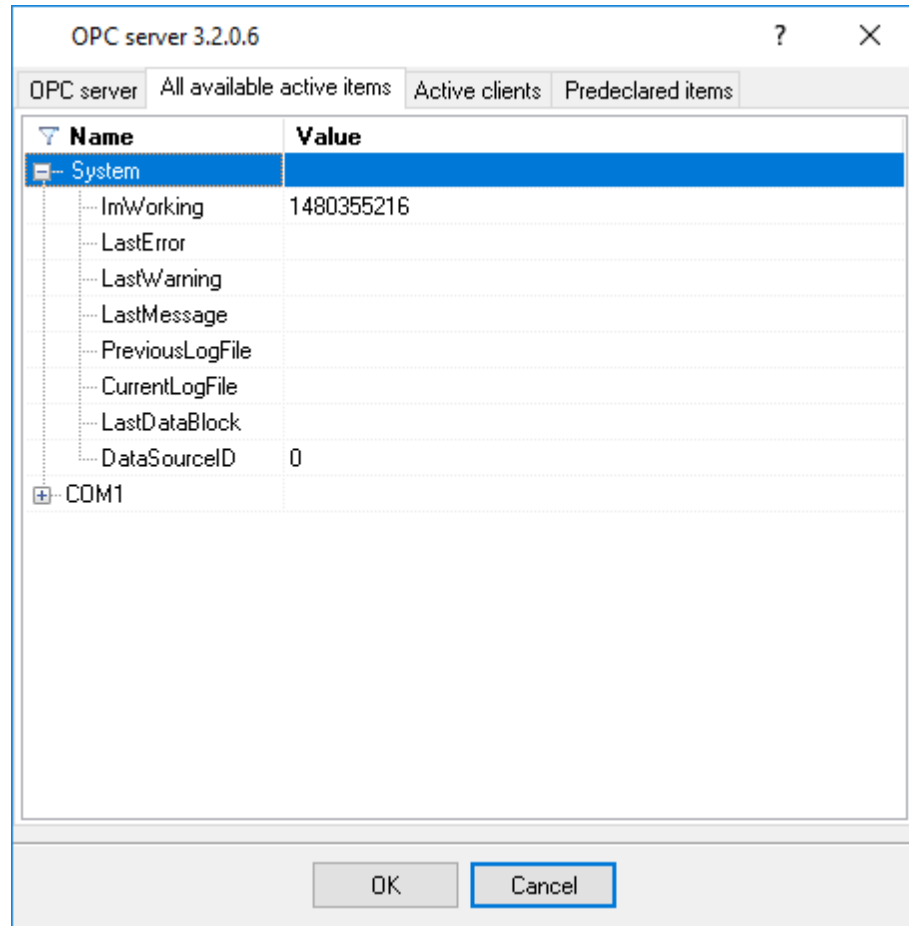 OPC server 3.2.0.6 ?
OPC server All available active items Active clients Predeclared items
Name Value
System
ImWorking 1480355216
LastError
LastWarning
LastMessage
PreviousLogFile
CurrentLogFile
LastDataBlock
DataSourceID 0
COM1
OK Cancel